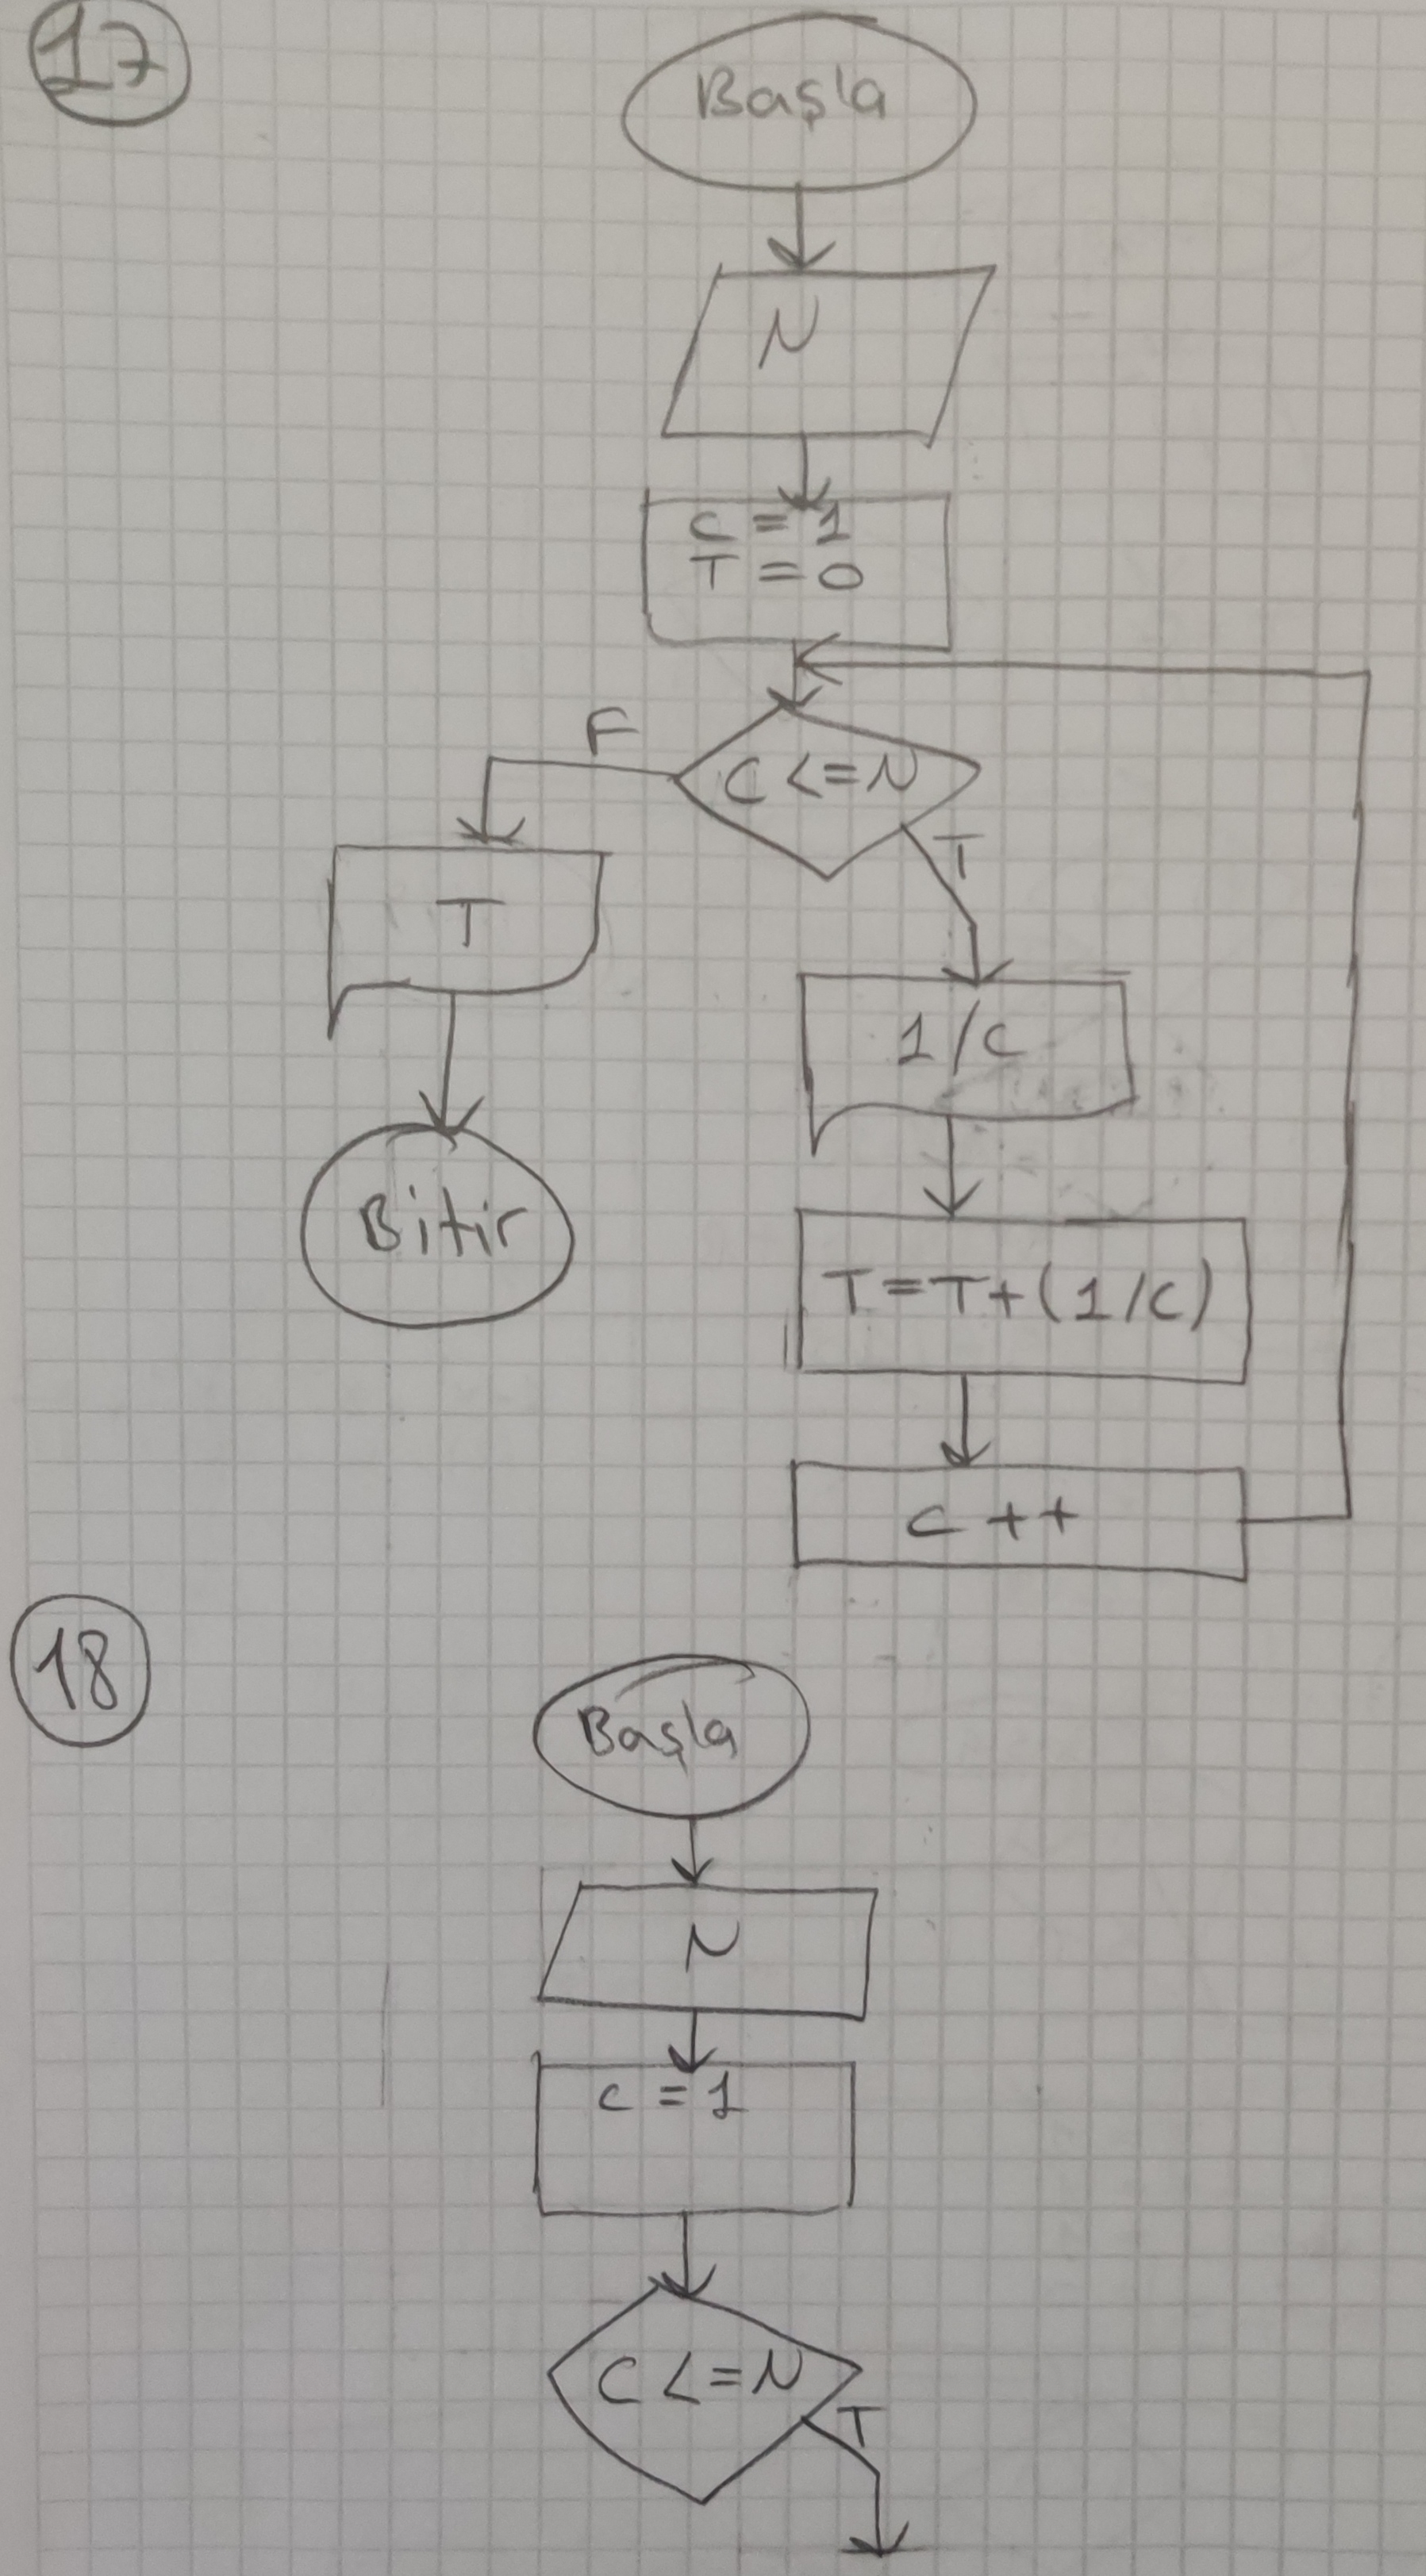 17
Başla
N
C = 1
T = 0
C <= N
F
T
T
1/C
Bitir
T = T + (1/C)
C ++
18
Başla
N
C = 1
C <= N
T